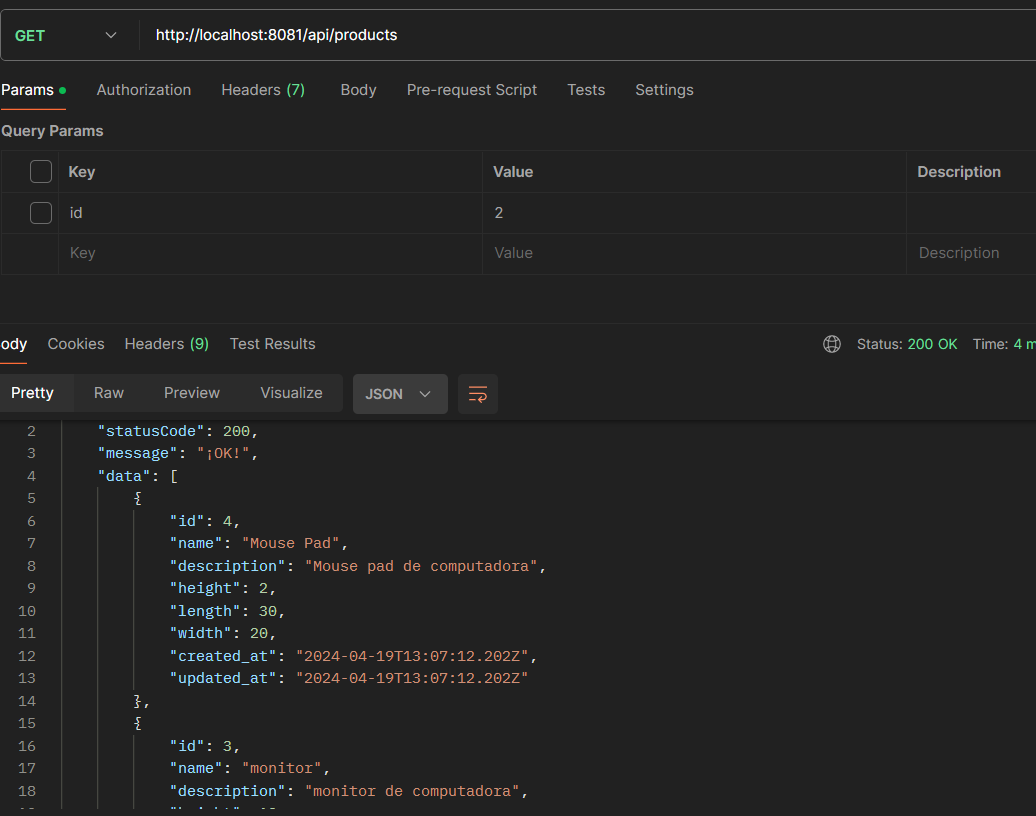 GET http://localhost:8081/api/products
Params Authorization Headers (7) Body Pre-request Script Tests Settings
Query Params
Key Value Description
id 2
Key Value Description
ody Cookies Headers (9) Test Results Status: 200 OK Time: 4 m
Pretty Raw Preview Visualize JSON
2 "statusCode": 200,
3 "message": "¡OK!",
4 "data": [
5 {
6 "id": 4,
7 "name": "Mouse Pad",
8 "description": "Mouse pad de computadora",
9 "height": 2,
10 "length": 30,
11 "width": 20,
12 "created_at": "2024-04-19T13:07:12.202Z",
13 "updated_at": "2024-04-19T13:07:12.202Z"
14 },
15 {
16 "id": 3,
17 "name": "monitor",
18 "description": "monitor de computadora",